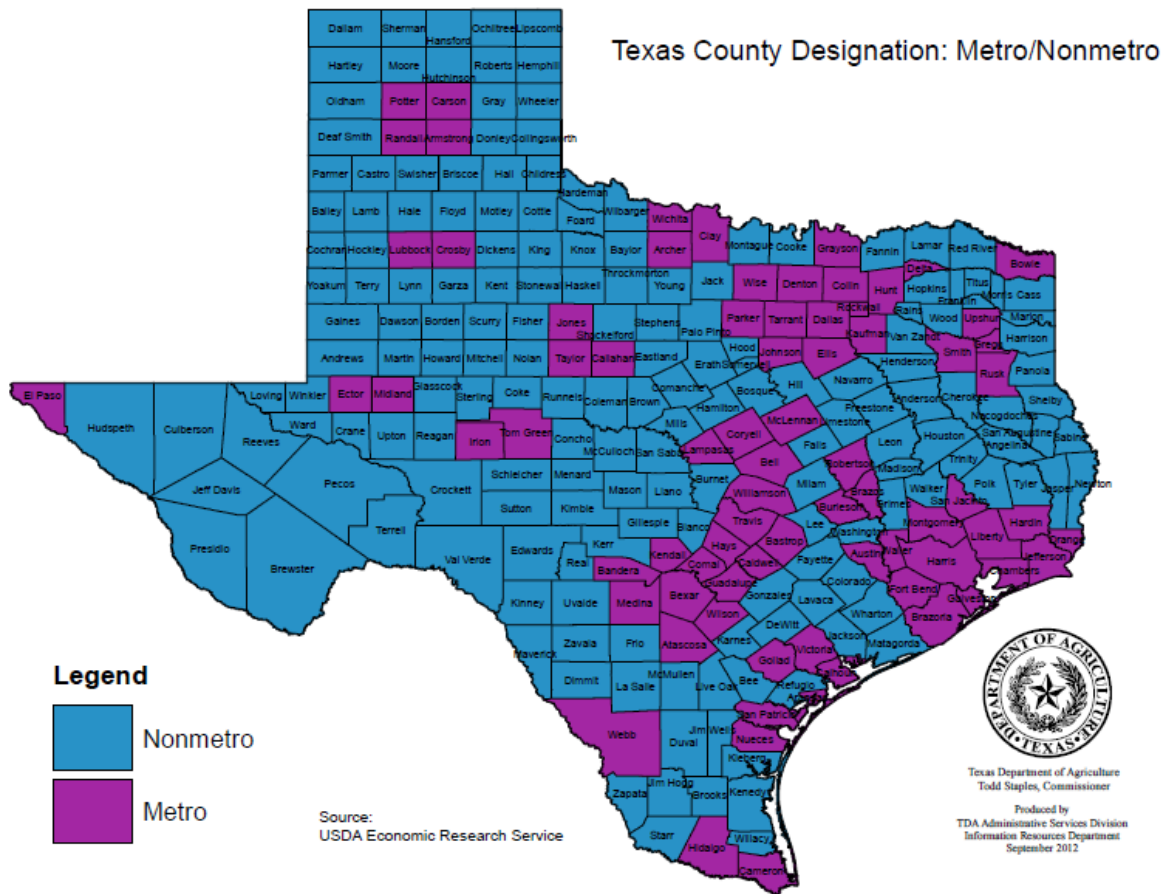 Texas County Designation: Metro/Nonmetro
Dallam Sherman Hansford Ochiltree Lipscomb
Hartley Moore Hutchinson Roberts Hemphill
Oldham Potter Carson Gray Wheeler
Deaf Smith Randall Armstrong Donley Collingsworth
Parmer Castro Swisher Briscoe Hall Childress
Hardeman
Bailey Lamb Hale Floyd Motley Cottle Foard Wilbarger Wichita
Clay
Cochran Hockley Lubbock Crosby Dickens King Knox Baylor Archer Montague Cooke Grayson Fannin Lamar Red River Bowie
Delta
Yoakum Terry Lynn Garza Kent Stonewal Haskell Throckmorton Young Jack Wise Denton Collin Hunt Hopkins Franklin Titus Morris Cass
Rockwall Rains
Gaines Dawson Borden Scurry Fisher Jones Shackelford Stephens Palo Pinto Parker Tarrant Dallas Kaufman Van Zandt Wood Upshur Marion
Gregg Harrison
Andrews Martin Howard Mitchell Nolan Taylor Callahan Eastland Erath Hood Somervell Johnson Ellis Henderson Smith Rusk Panola
El Paso Hudspeth Culberson Reeves Loving Winkler Ector Midland Glasscock Sterling Coke Runnels Coleman Brown Comanche Hamilton Bosque Hill Navarro Anderson Cherokee Nacogdoches Shelby
Ward Crane Upton Reagan Irion Tom Green Concho McCulloch San Saba Mills Lampasas Coryell McLennan Limestone Freestone Leon Houston Angelina San Augustine Sabine
Jeff Davis Pecos Crockett Schleicher Menard Mason Llano Burnet Bell Falls Robertson Madison Trinity Polk Tyler Jasper Newton
Presidio Brewster Terrell Sutton Kimble Gillespie Blanco Williamson Milam Brazos Burleson Grimes Walker San Jacinto
Val Verde Edwards Kerr Real Kendall Hays Travis Bastrop Lee Washington Montgomery Liberty Hardin Orange
Bandera Comal Caldwell Fayette Austin Waller Harris Chambers Jefferson
Kinney Uvalde Medina Bexar Guadalupe Gonzales Colorado Fort Bend Galveston
Wilson Lavaca Wharton Brazoria
Maverick Zavala Frio Atascosa Karnes DeWitt Jackson Matagorda
Dimmit La Salle McMullen Live Oak Bee Goliad Victoria Calhoun
Refugio
Webb Duval Jim Wells San Patricio Nueces
Kleberg
Zapata Jim Hogg Brooks Kenedy
Starr Hidalgo Willacy
Cameron
Legend
Nonmetro
Metro
Source:
USDA Economic Research Service
DEPARTMENT OF AGRICULTURE
TEXAS
Texas Department of Agriculture
Todd Staples, Commissioner
Produced by
TDA Administrative Services Division
Information Resources Department
September 2012